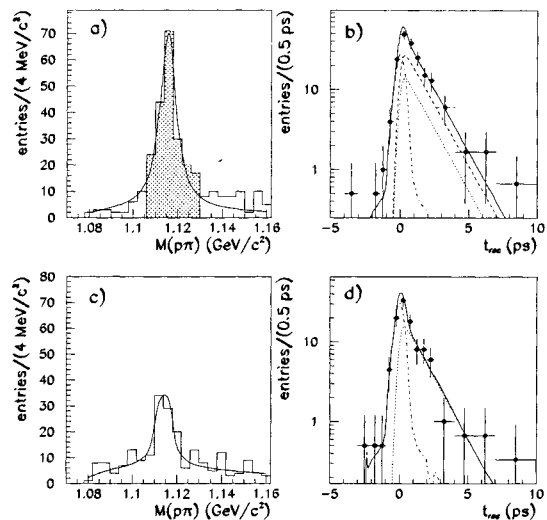 entries/(4 MeV/c²)
70
60
50
40
30
20
10
0
a)
1.08 1.1 1.12 1.14 1.16
M(pπ) (GeV/c²)
entries/(0.5 ps)
10
1
b)
-5 0 5 10
t_rec (ps)
entries/(4 MeV/c²)
80
70
60
50
40
30
20
10
0
c)
1.08 1.1 1.12 1.14 1.16
M(pπ) (GeV/c²)
entries/(0.5 ps)
10
1
d)
-5 0 5 10
t_rec (ps)